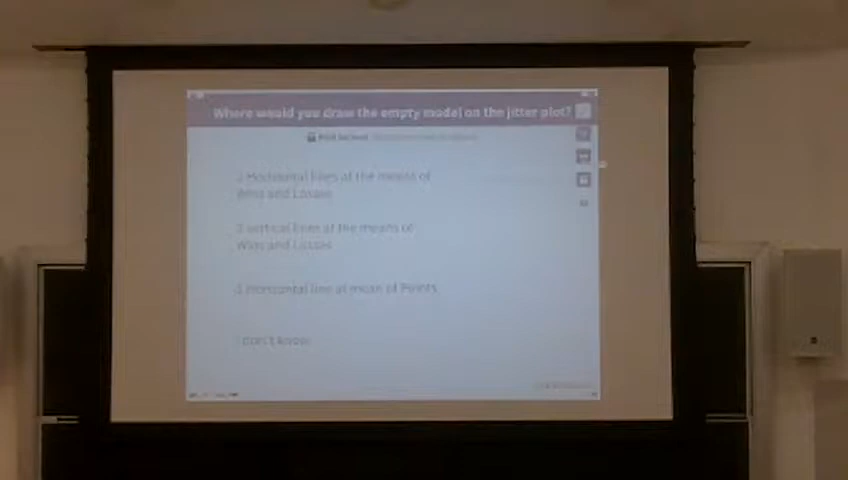 Where would you draw the empty model on the jitter plot?
2 Horizontal lines at the means of
Wins and Losses
2 vertical lines at the means of
Wins and Losses
1 Horizontal line at mean of Points
I don't know